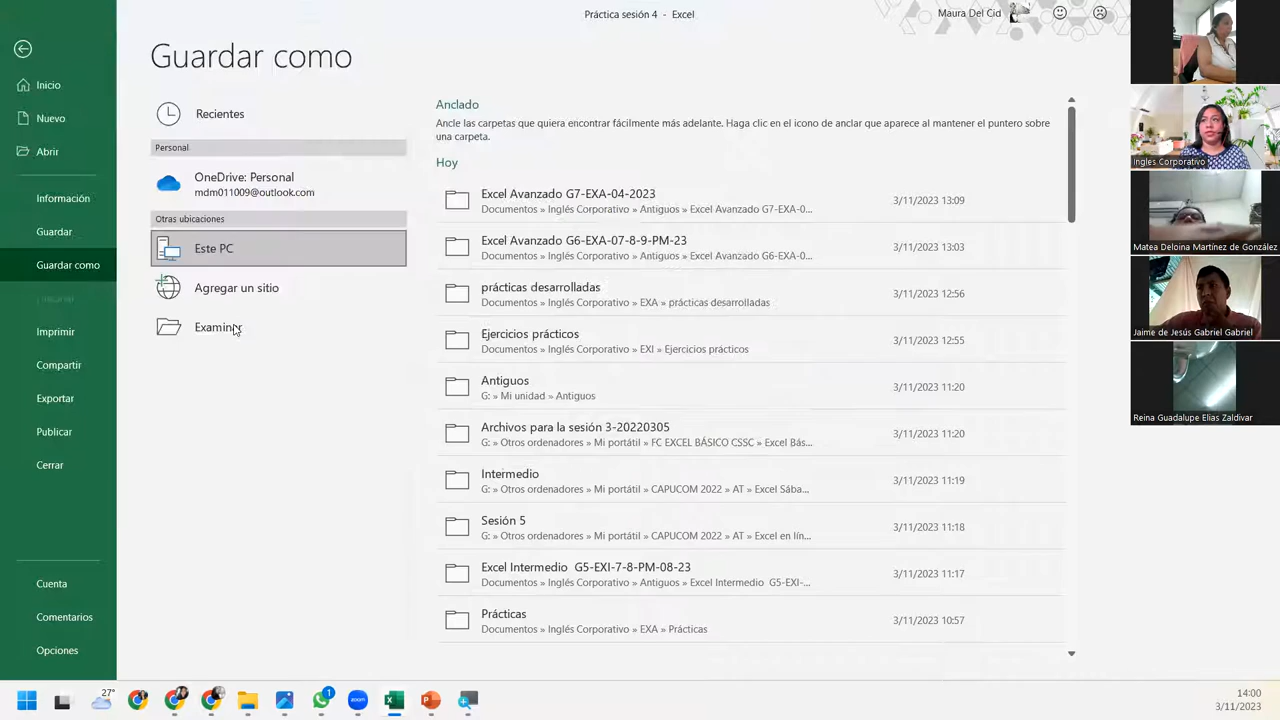 Práctica sesión 4 - Excel
Maura Del Cid
Guardar como
Inicio
Nuevo
Abrir
Información
Guardar
Guardar como
Imprimir
Compartir
Exportar
Publicar
Cerrar
Cuenta
Comentarios
Opciones
Recientes
Personal
OneDrive: Personal
mdm011009@outlook.com
Otras ubicaciones
Este PC
Agregar un sitio
Examinar
Anclado
Ancle las carpetas que quiera encontrar fácilmente más adelante. Haga clic en el icono de anclar que aparece al mantener el puntero sobre
una carpeta.
Hoy
Excel Avanzado G7-EXA-04-2023
Documentos » Inglés Corporativo » Antiguos » Excel Avanzado G7-EXA-0...
3/11/2023 13:09
Excel Avanzado G6-EXA-07-8-9-PM-23
Documentos » Inglés Corporativo » Antiguos » Excel Avanzado G6-EXA-0...
3/11/2023 13:03
prácticas desarrolladas
Documentos » Inglés Corporativo » EXA » prácticas desarrolladas
3/11/2023 12:56
Ejercicios prácticos
Documentos » Inglés Corporativo » EXI » Ejercicios prácticos
3/11/2023 12:55
Antiguos
G: » Mi unidad » Antiguos
3/11/2023 11:20
Archivos para la sesión 3-20220305
G: » Otros ordenadores » Mi portátil » FC EXCEL BÁSICO CSSC » Excel Bás...
3/11/2023 11:20
Intermedio
G: » Otros ordenadores » Mi portátil » CAPUCOM 2022 » AT » Excel Sába...
3/11/2023 11:19
Sesión 5
G: » Otros ordenadores » Mi portátil » CAPUCOM 2022 » AT » Excel en lín...
3/11/2023 11:18
Excel Intermedio  G5-EXI-7-8-PM-08-23
Documentos » Inglés Corporativo » Antiguos » Excel Intermedio  G5-EXI-...
3/11/2023 11:17
Prácticas
Documentos » Inglés Corporativo » EXA » Prácticas
3/11/2023 10:57
Ingles Corporativo
Matea Deloina Martínez de González
Jaime de Jesús Gabriel Gabriel
Reina Guadalupe Elias Zaldivar
27°
1
zoom
14:00
3/11/2023